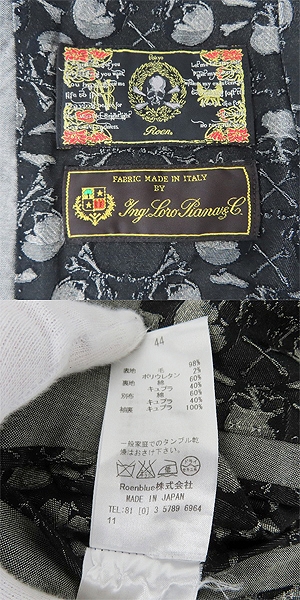 Tokyo
Roen.
FABRIC MADE IN ITALY
BY
Ing. Loro Piana & C.
44
表地 毛 98%
ポリウレタン 2%
裏地 綿 60%
キュプラ 40%
別布 綿 60%
キュプラ 40%
袖裏 キュプラ 100%
一般家庭でのタンブル乾
燥はお避け下さい。
Roenblue株式会社
MADE IN JAPAN
TEL:81 [0] 3 5789 6964
11